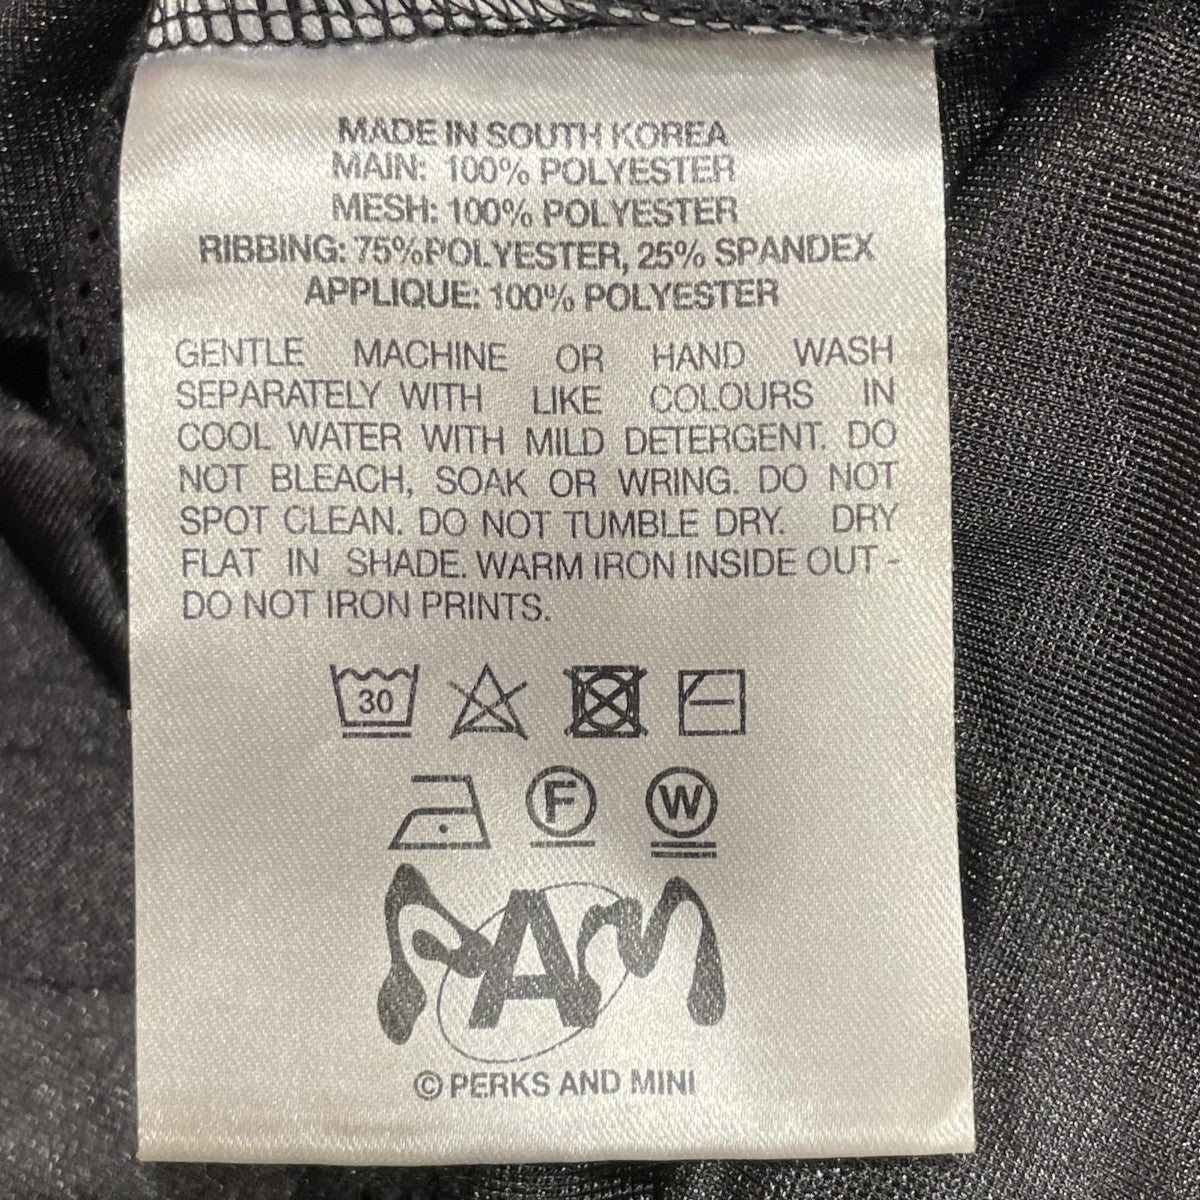 MADE IN SOUTH KOREA
MAIN: 100% POLYESTER
MESH: 100% POLYESTER
RIBBING: 75%POLYESTER, 25% SPANDEX
APPLIQUE: 100% POLYESTER
GENTLE MACHINE OR HAND WASH
SEPARATELY WITH LIKE COLOURS IN
COOL WATER WITH MILD DETERGENT. DO
NOT BLEACH, SOAK OR WRING. DO NOT
SPOT CLEAN. DO NOT TUMBLE DRY. DRY
FLAT IN SHADE. WARM IRON INSIDE OUT -
DO NOT IRON PRINTS.
30
F W
P.A.M
© PERKS AND MINI